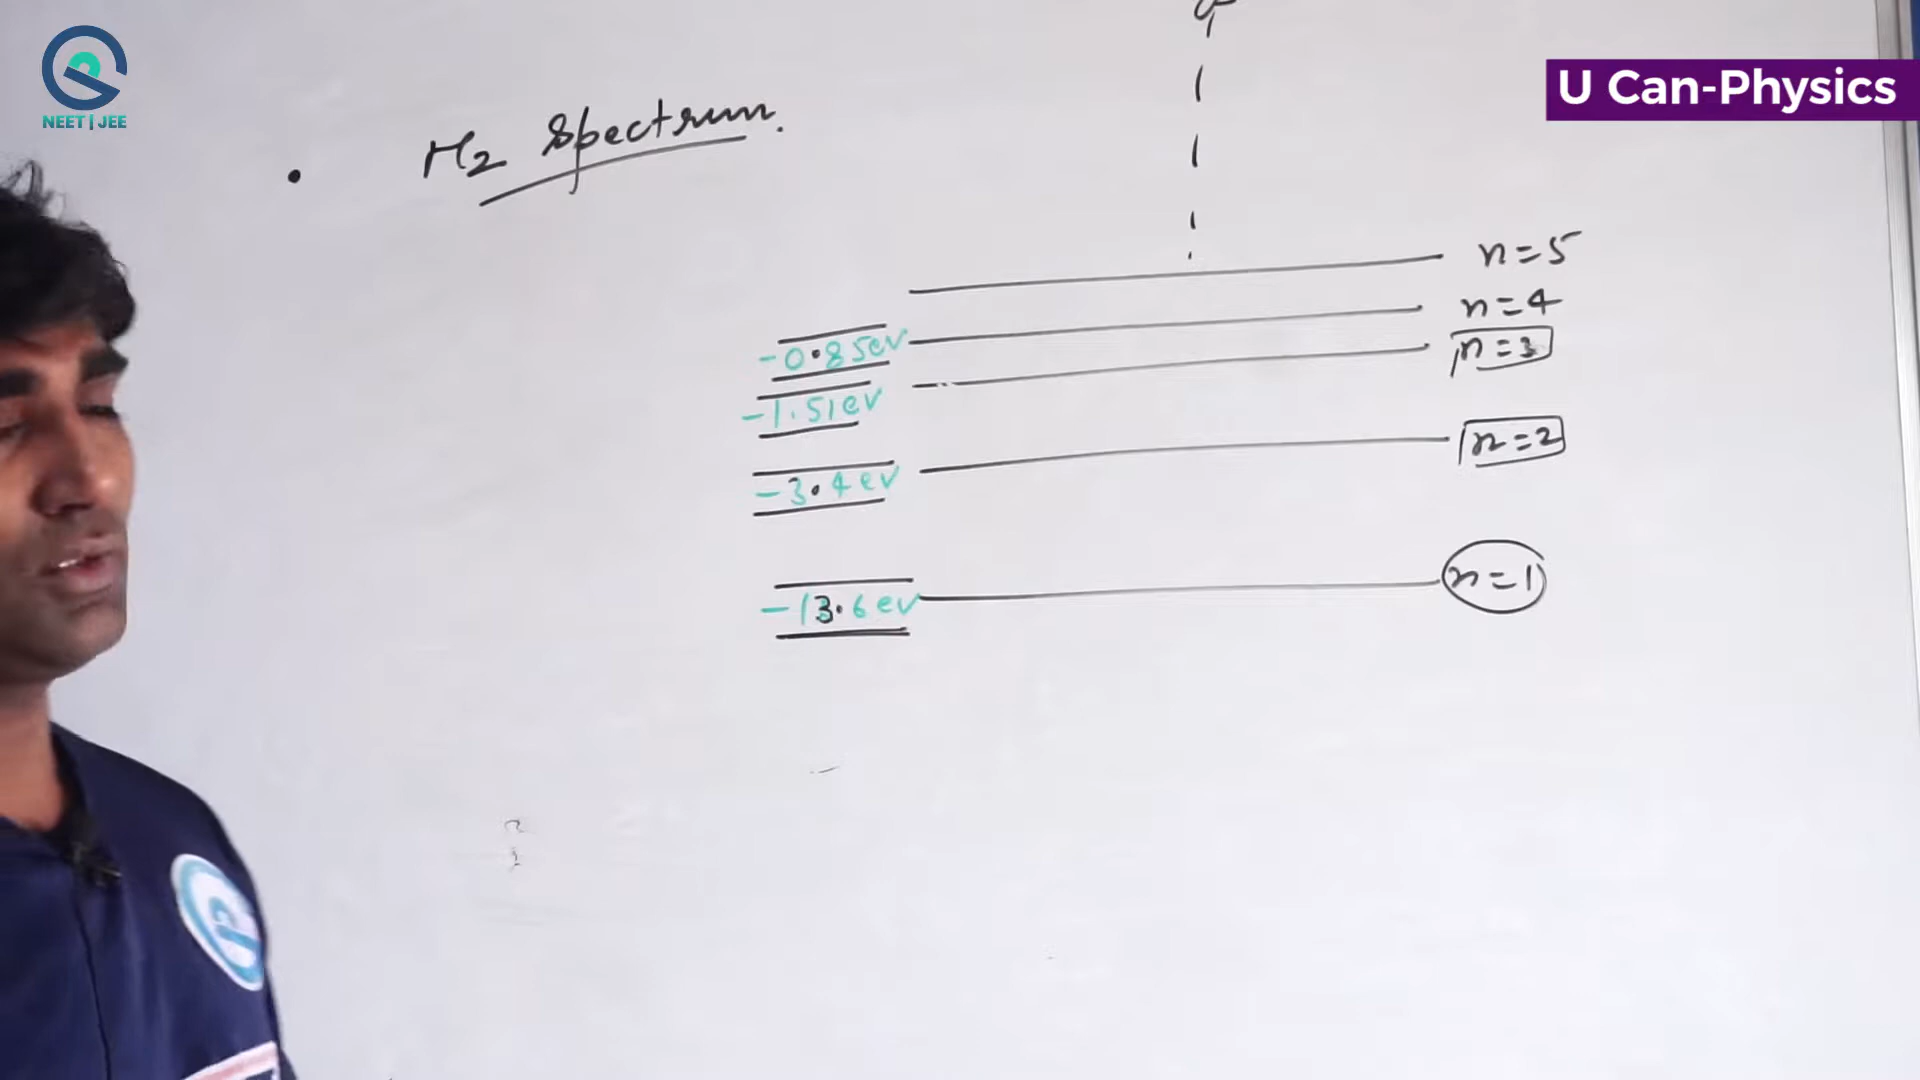 NEET | JEE
U Can-Physics
H2 Spectrum.
n=5
n=4
-0.85ev
n=3
-1.51ev
n=2
-3.4ev
n=1
-13.6ev